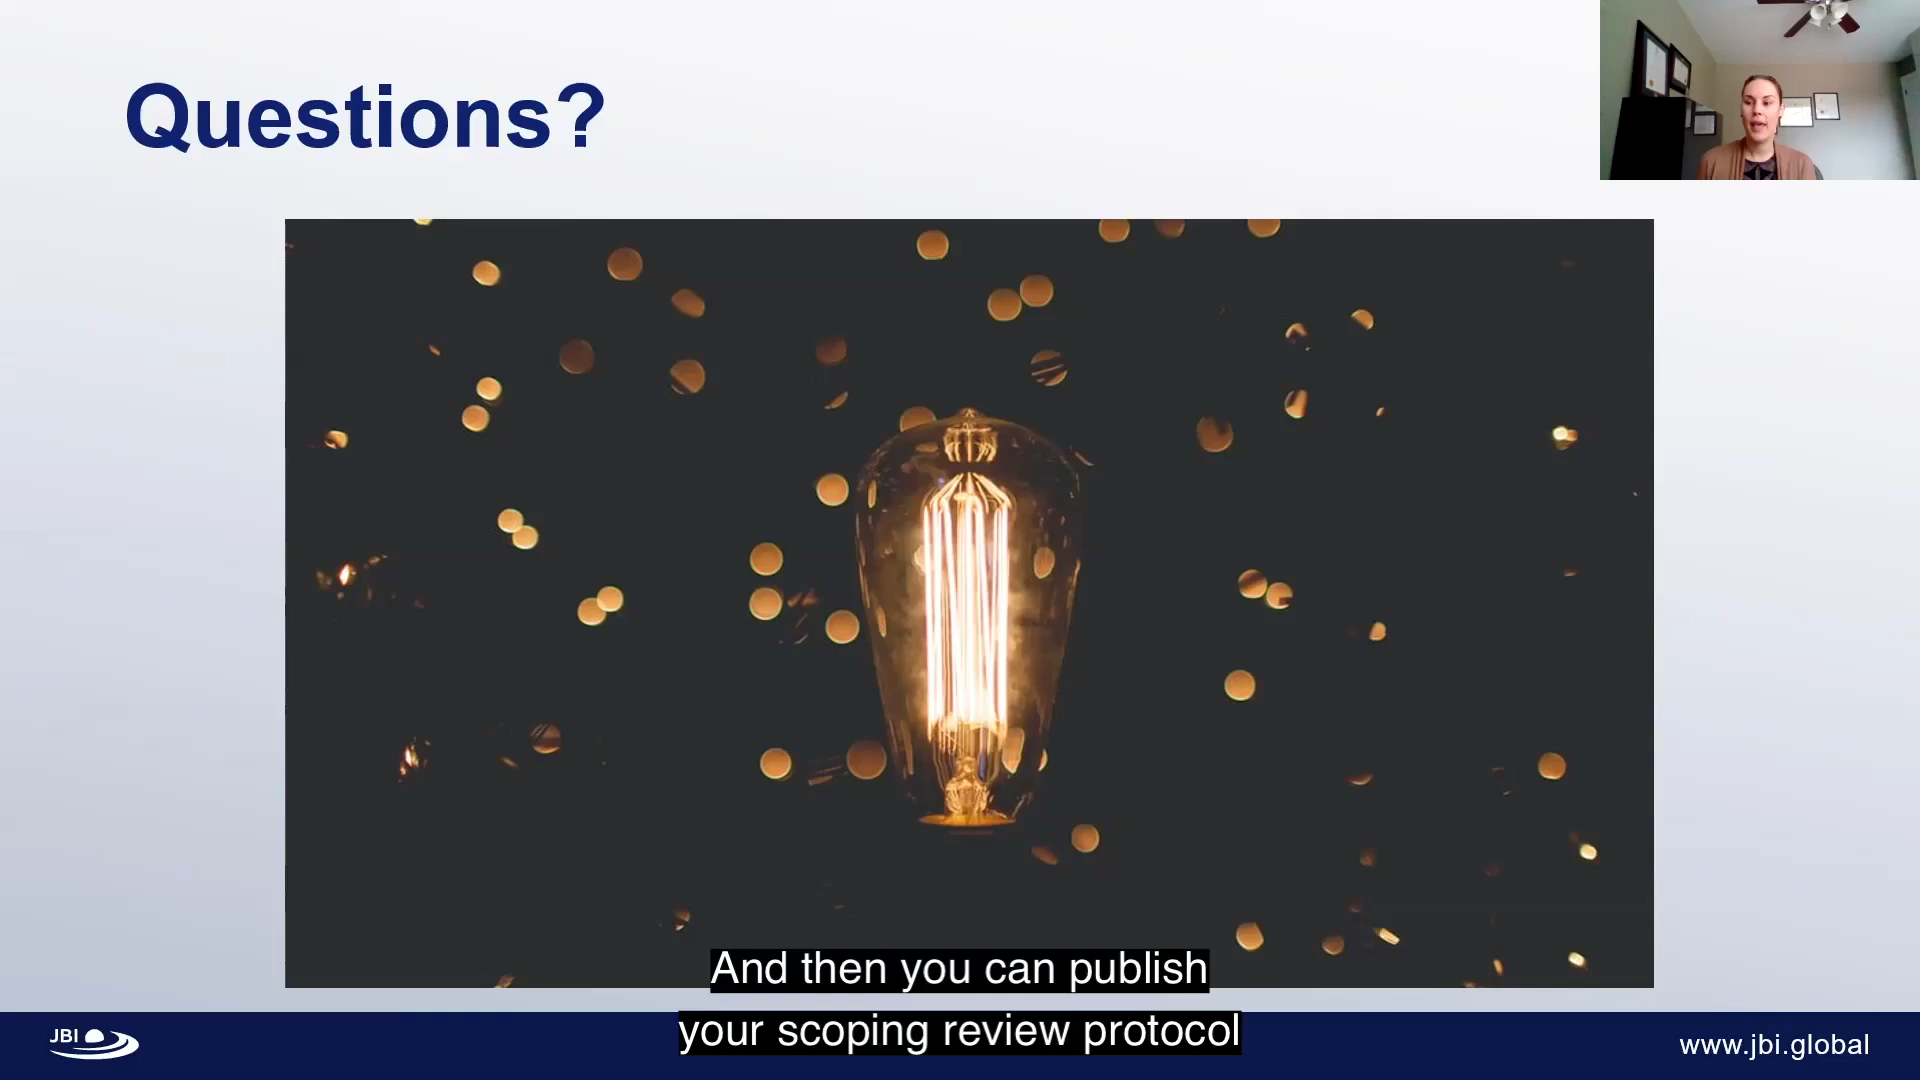 Questions?
And then you can publish
your scoping review protocol
JBI
www.jbi.global